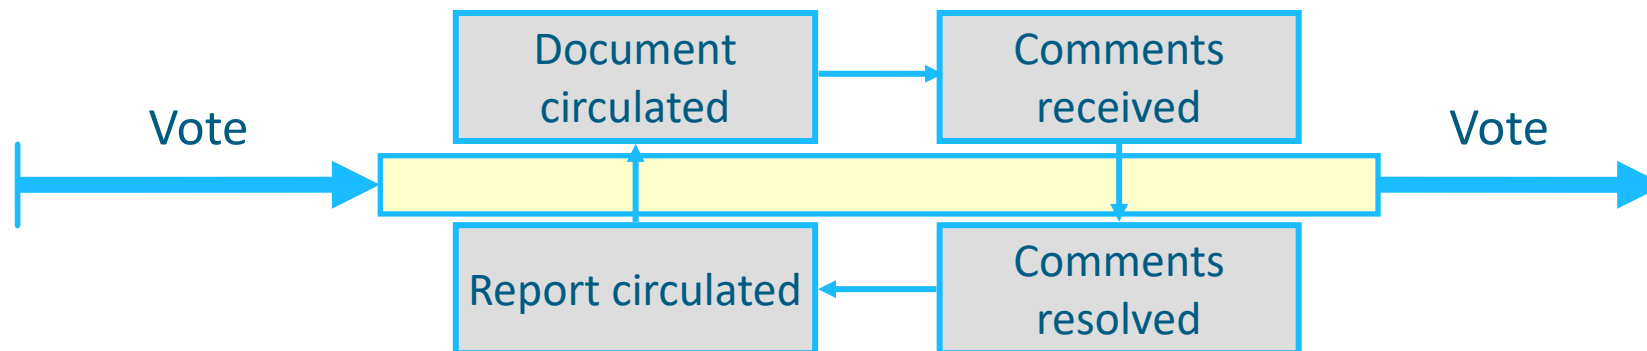 Document
circulated
Comments
received
Vote
Vote
Report circulated
Comments
resolved